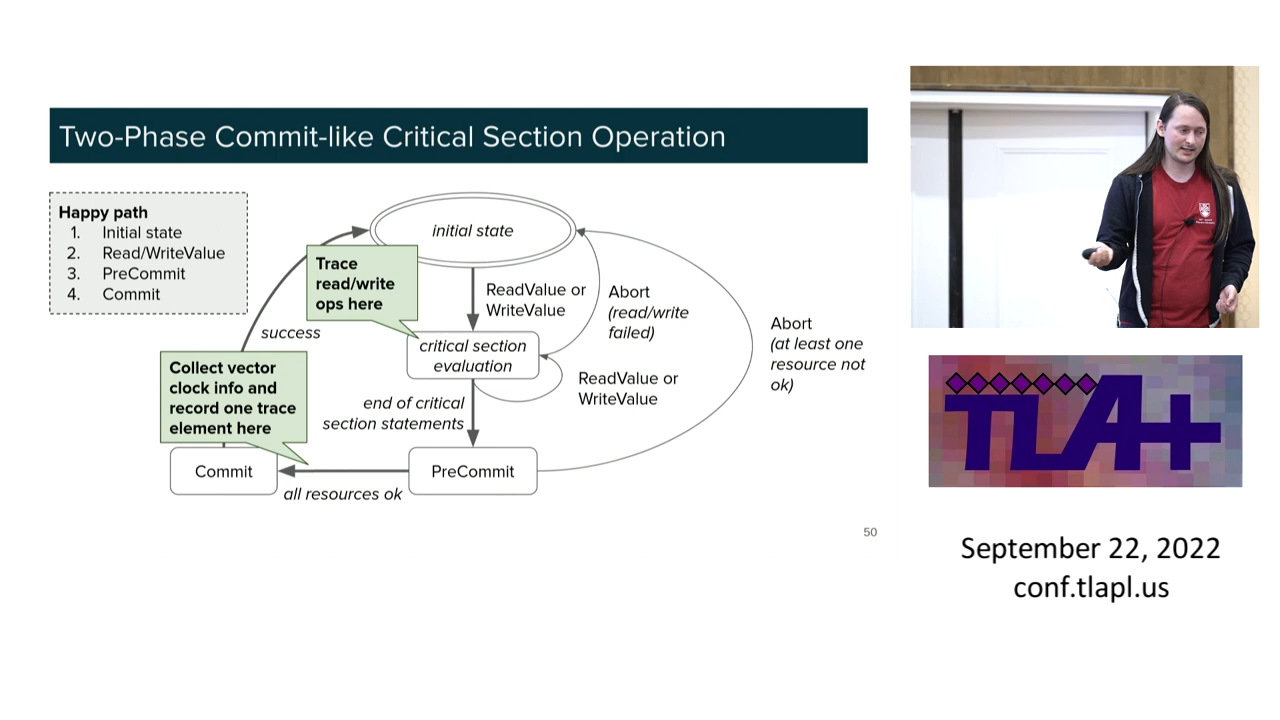 Two-Phase Commit-like Critical Section Operation
Happy path
1. Initial state
2. Read/WriteValue
3. PreCommit
4. Commit
initial state
Trace
read/write
ops here
ReadValue or
WriteValue
Abort
(read/write
failed)
success
Abort
(at least one
resource not
ok)
critical section
evaluation
Collect vector
clock info and
record one trace
element here
ReadValue or
WriteValue
end of critical
section statements
Commit
PreCommit
all resources ok
50
TLA+
September 22, 2022
conf.tlapl.us